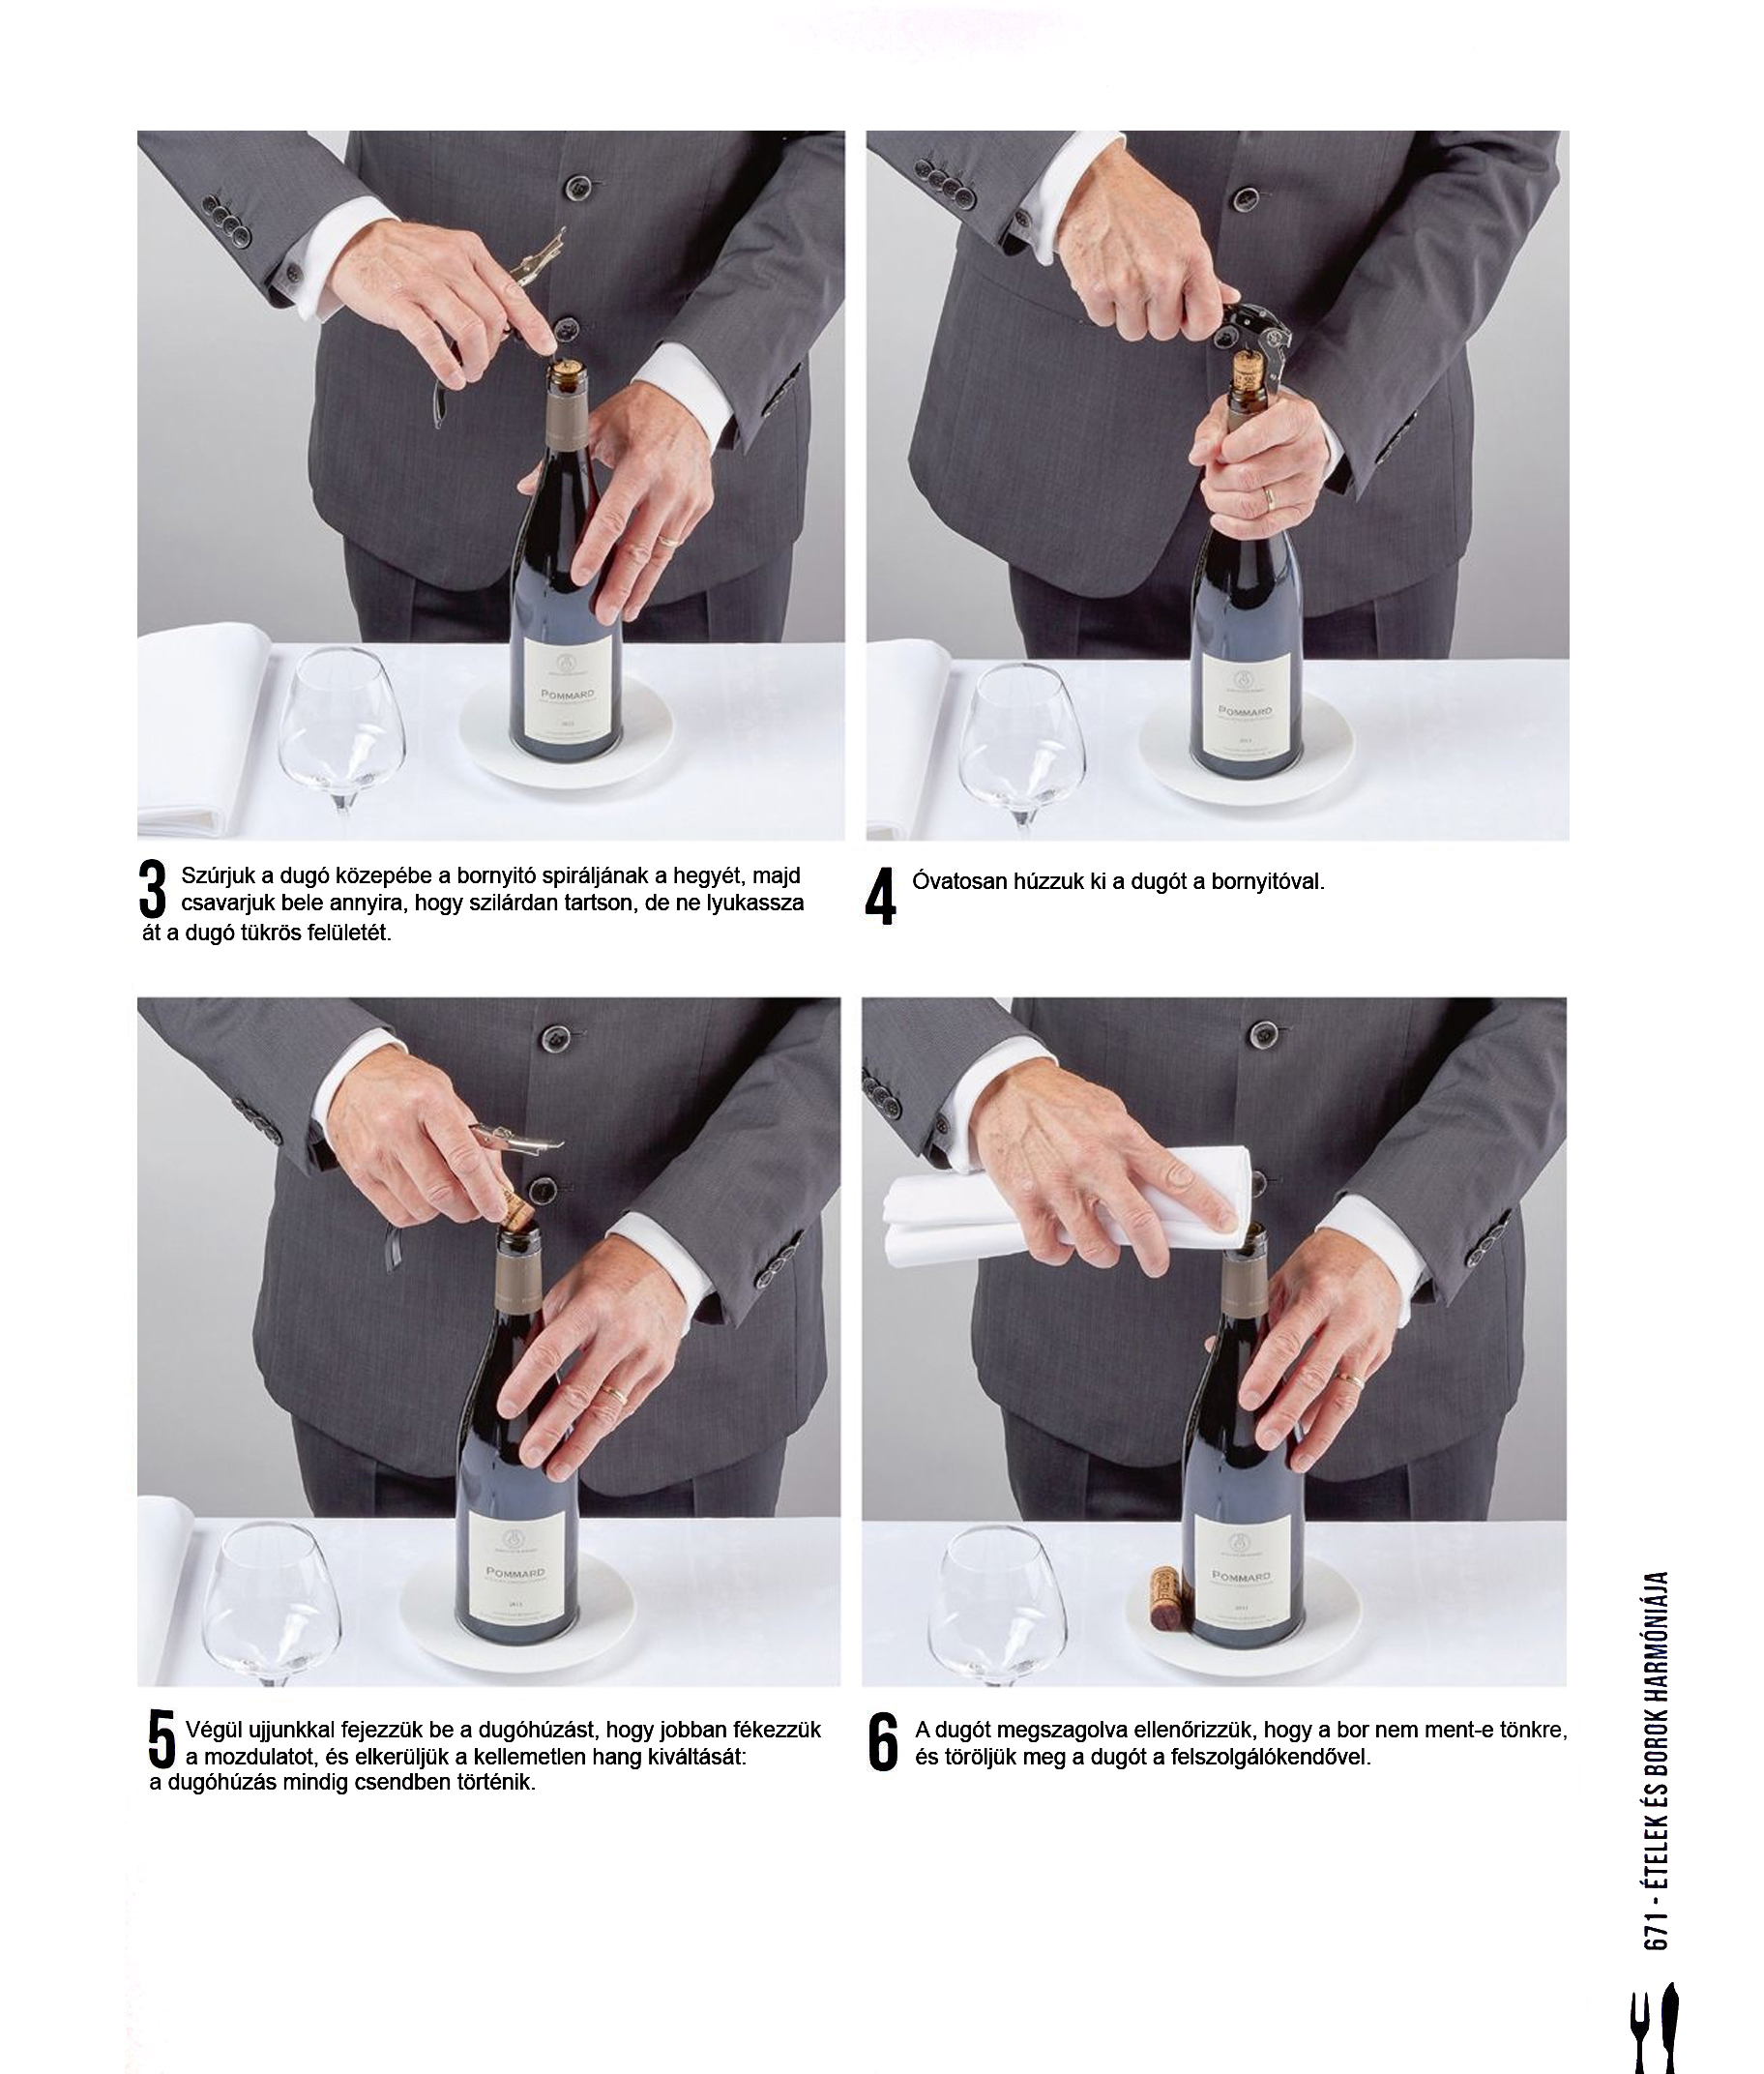 POMMARD
POMMARD
3 Szúrjuk a dugó közepébe a bornyitó spiráljának a hegyét, majd
csavarjuk bele annyira, hogy szilárdan tartson, de ne lyukassza
át a dugó tükrös felületét.
4 Óvatosan húzzuk ki a dugót a bornyitóval.
POMMARD
POMMARD
5 Végül ujjunkkal fejezzük be a dugóhúzást, hogy jobban fékezzük
a mozdulatot, és elkerüljük a kellemetlen hang kiváltását:
a dugóhúzás mindig csendben történik.
6 A dugót megszagolva ellenőrizzük, hogy a bor nem ment-e tönkre,
és töröljük meg a dugót a felszolgálókendővel.
671 - ÉTELEK ÉS BOROK HARMÓNIÁJA